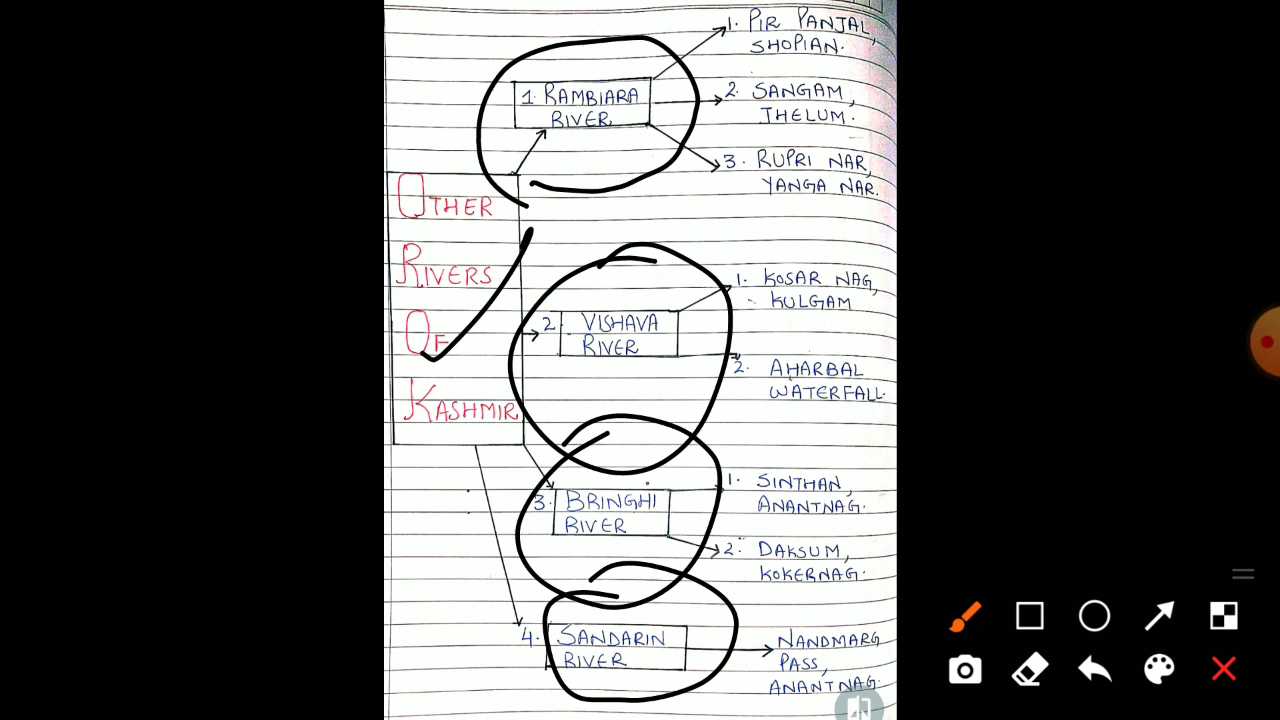 OTHER
RIVERS
OF
KASHMIR
1. RAMBIARA
RIVER
1. PIR PANJAL,
SHOPIAN.
2. SANGAM,
JHELUM.
3. RUPRI NAR,
YANGA NAR.
2. VISHAVA
RIVER
1. KOSAR NAG,
KULGAM
2. AHARBAL
WATERFALL.
3. BRINGHI
RIVER
1. SINTHAN,
ANANTNAG.
2. DAKSUM,
KOKERNAG.
4. SANDARIN
RIVER
NANDMARG
PASS,
ANANTNAG.